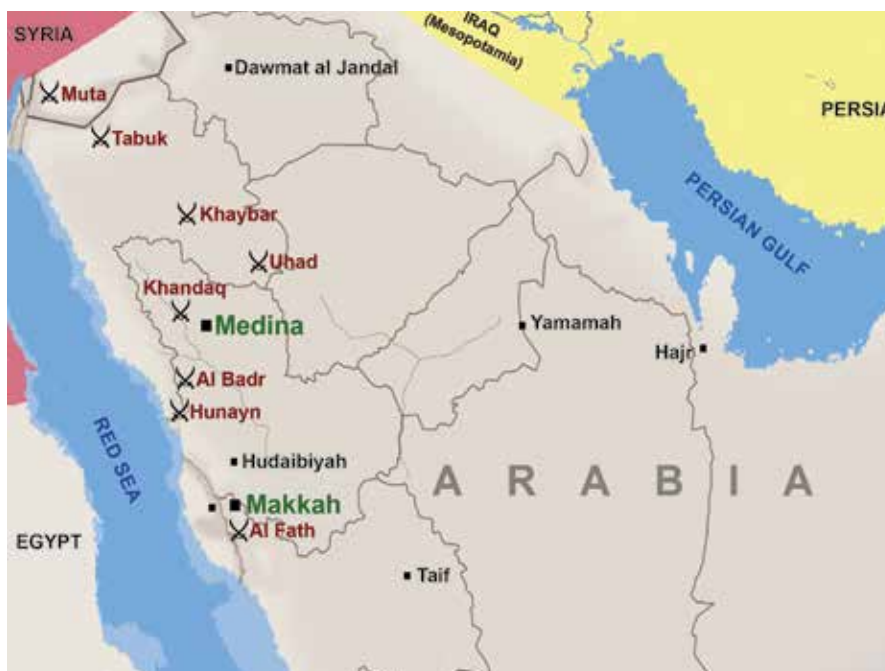 SYRIA
IRAQ
(Mesopotamia)
Dawmat al Jandal
Muta
PERSIA
Tabuk
PERSIAN GULF
Khaybar
Uhad
Khandaq
Medina
Yamamah
Hajr
Al Badr
Hunayn
RED SEA
Hudaibiyah
ARABIA
Makkah
Al Fath
EGYPT
Taif